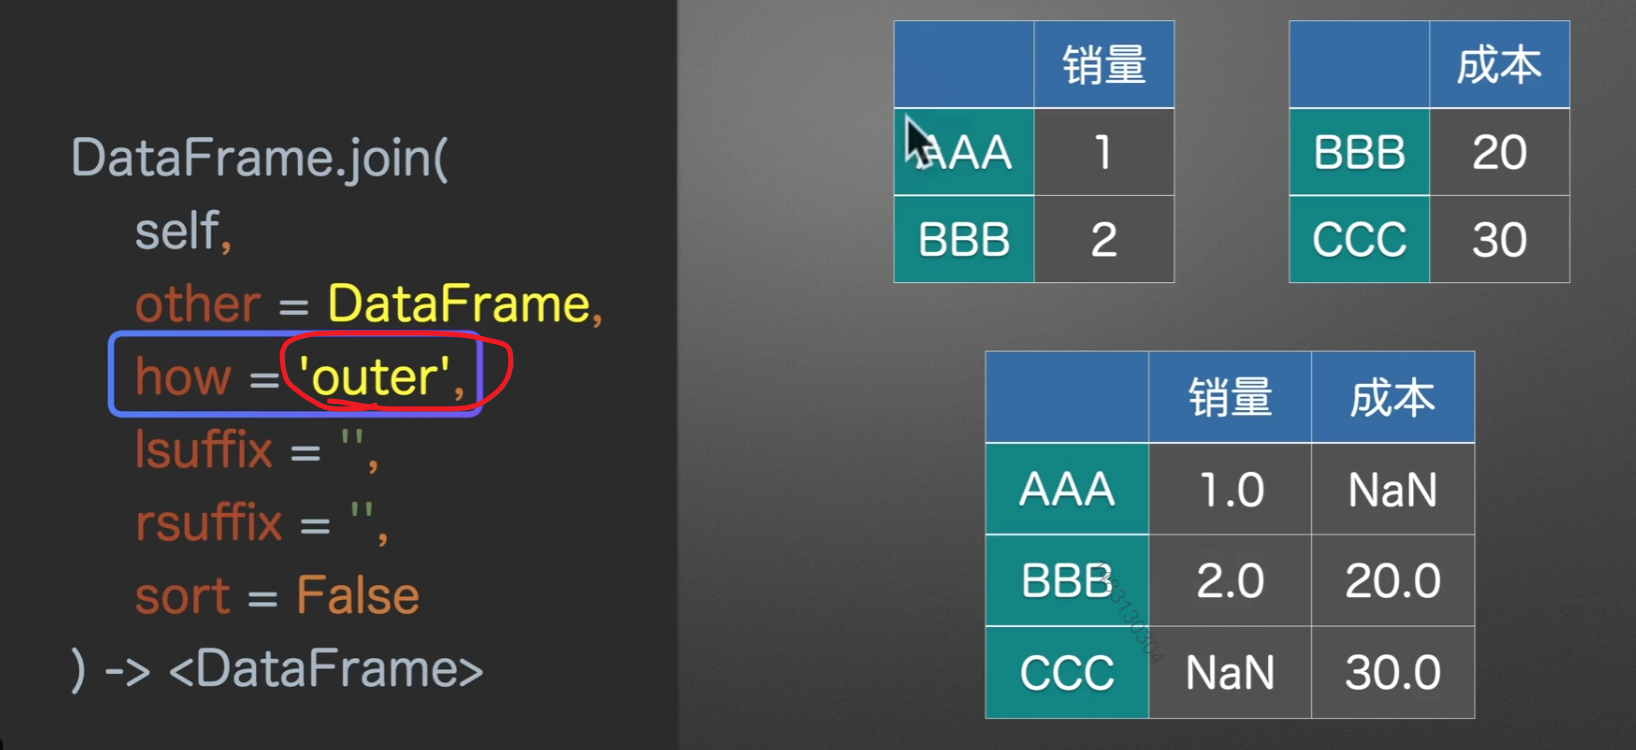 DataFrame.join(
self,
other = DataFrame,
how = 'outer',
lsuffix = '',
rsuffix = '',
sort = False
) -> <DataFrame>
销量
AAA 1
BBB 2
成本
BBB 20
CCC 30
销量 成本
AAA 1.0 NaN
BBB 2.0 20.0
CCC NaN 30.0